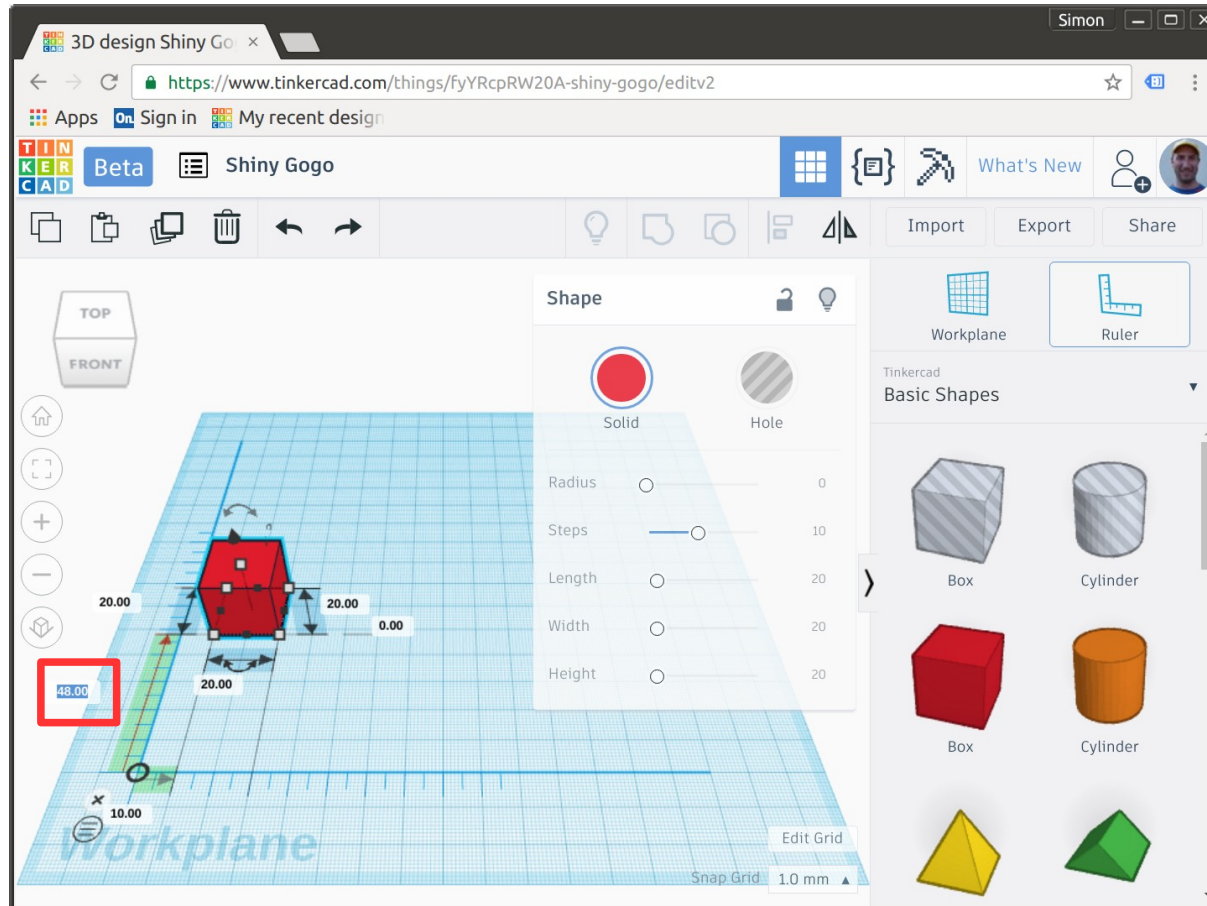 Simon
3D design Shiny Go
https://www.tinkercad.com/things/fyYRcpRW20A-shiny-gogo/editv2
Apps On. Sign in My recent design
TIN
KER
CAD
Beta
Shiny Gogo
What's New
Import Export Share
TOP
FRONT
Shape
Solid Hole
Radius 0
Steps 10
Length 20
Width 20
Height 20
Workplane Ruler
Tinkercad
Basic Shapes
Box Cylinder
Box Cylinder
20.00
20.00
0.00
48.00
20.00
10.00
Workplane
Edit Grid
Snap Grid 1.0 mm